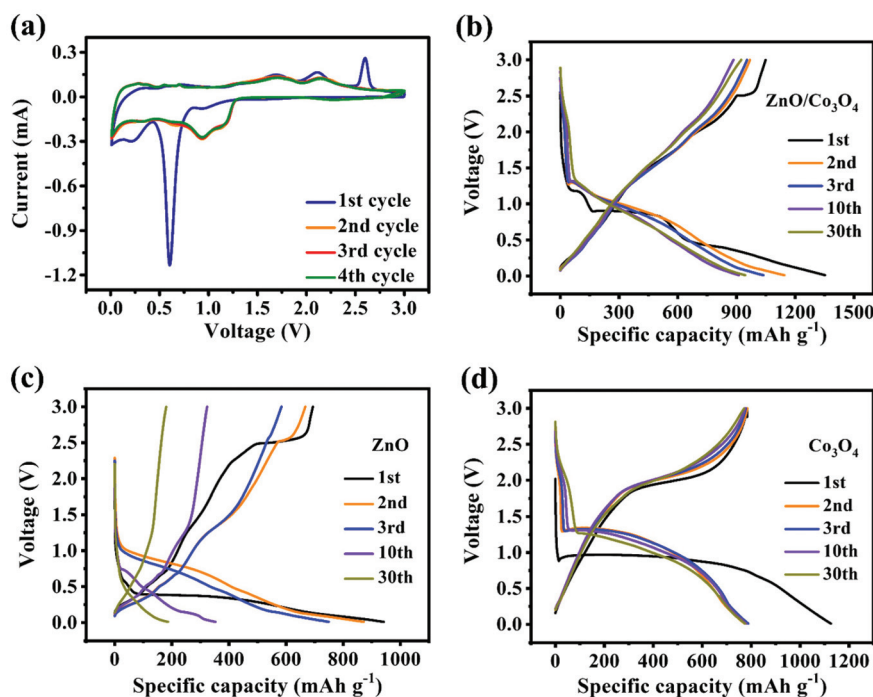 (a)
0.3
0.0
-0.3
-0.6
-0.9
-1.2
Current (mA)
1st cycle
2nd cycle
3rd cycle
4th cycle
0.0 0.5 1.0 1.5 2.0 2.5 3.0
Voltage (V)
(b)
3.0
2.5
2.0
1.5
1.0
0.5
0.0
Voltage (V)
ZnO/Co₃O₄
1st
2nd
3rd
10th
30th
0 300 600 900 1200 1500
Specific capacity (mAh g⁻¹)
(c)
3.0
2.5
2.0
1.5
1.0
0.5
0.0
Voltage (V)
ZnO
1st
2nd
3rd
10th
30th
0 200 400 600 800 1000
Specific capacity (mAh g⁻¹)
(d)
3.0
2.5
2.0
1.5
1.0
0.5
0.0
Voltage (V)
Co₃O₄
1st
2nd
3rd
10th
30th
0 200 400 600 800 1000 1200
Specific capacity (mAh g⁻¹)